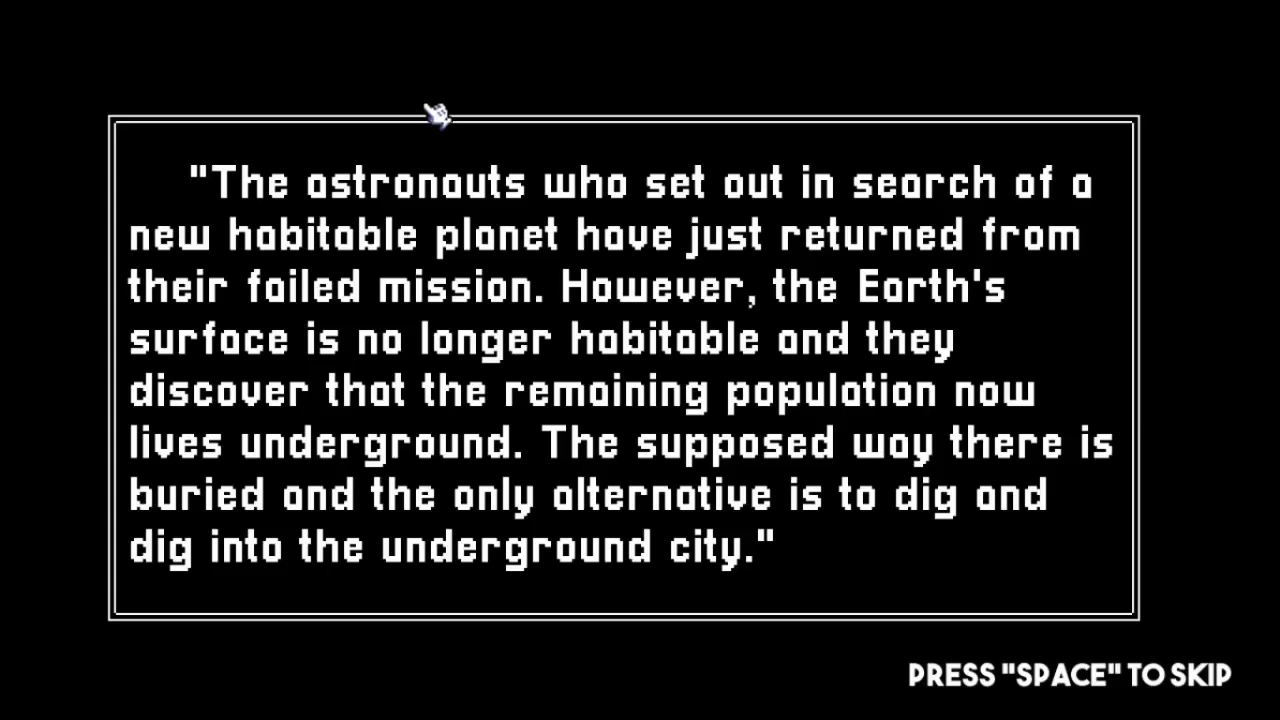 "The astronauts who set out in search of a
new habitable planet have just returned from
their failed mission. However, the Earth's
surface is no longer habitable and they
discover that the remaining population now
lives underground. The supposed way there is
buried and the only alternative is to dig and
dig into the underground city."
PRESS "SPACE" TO SKIP